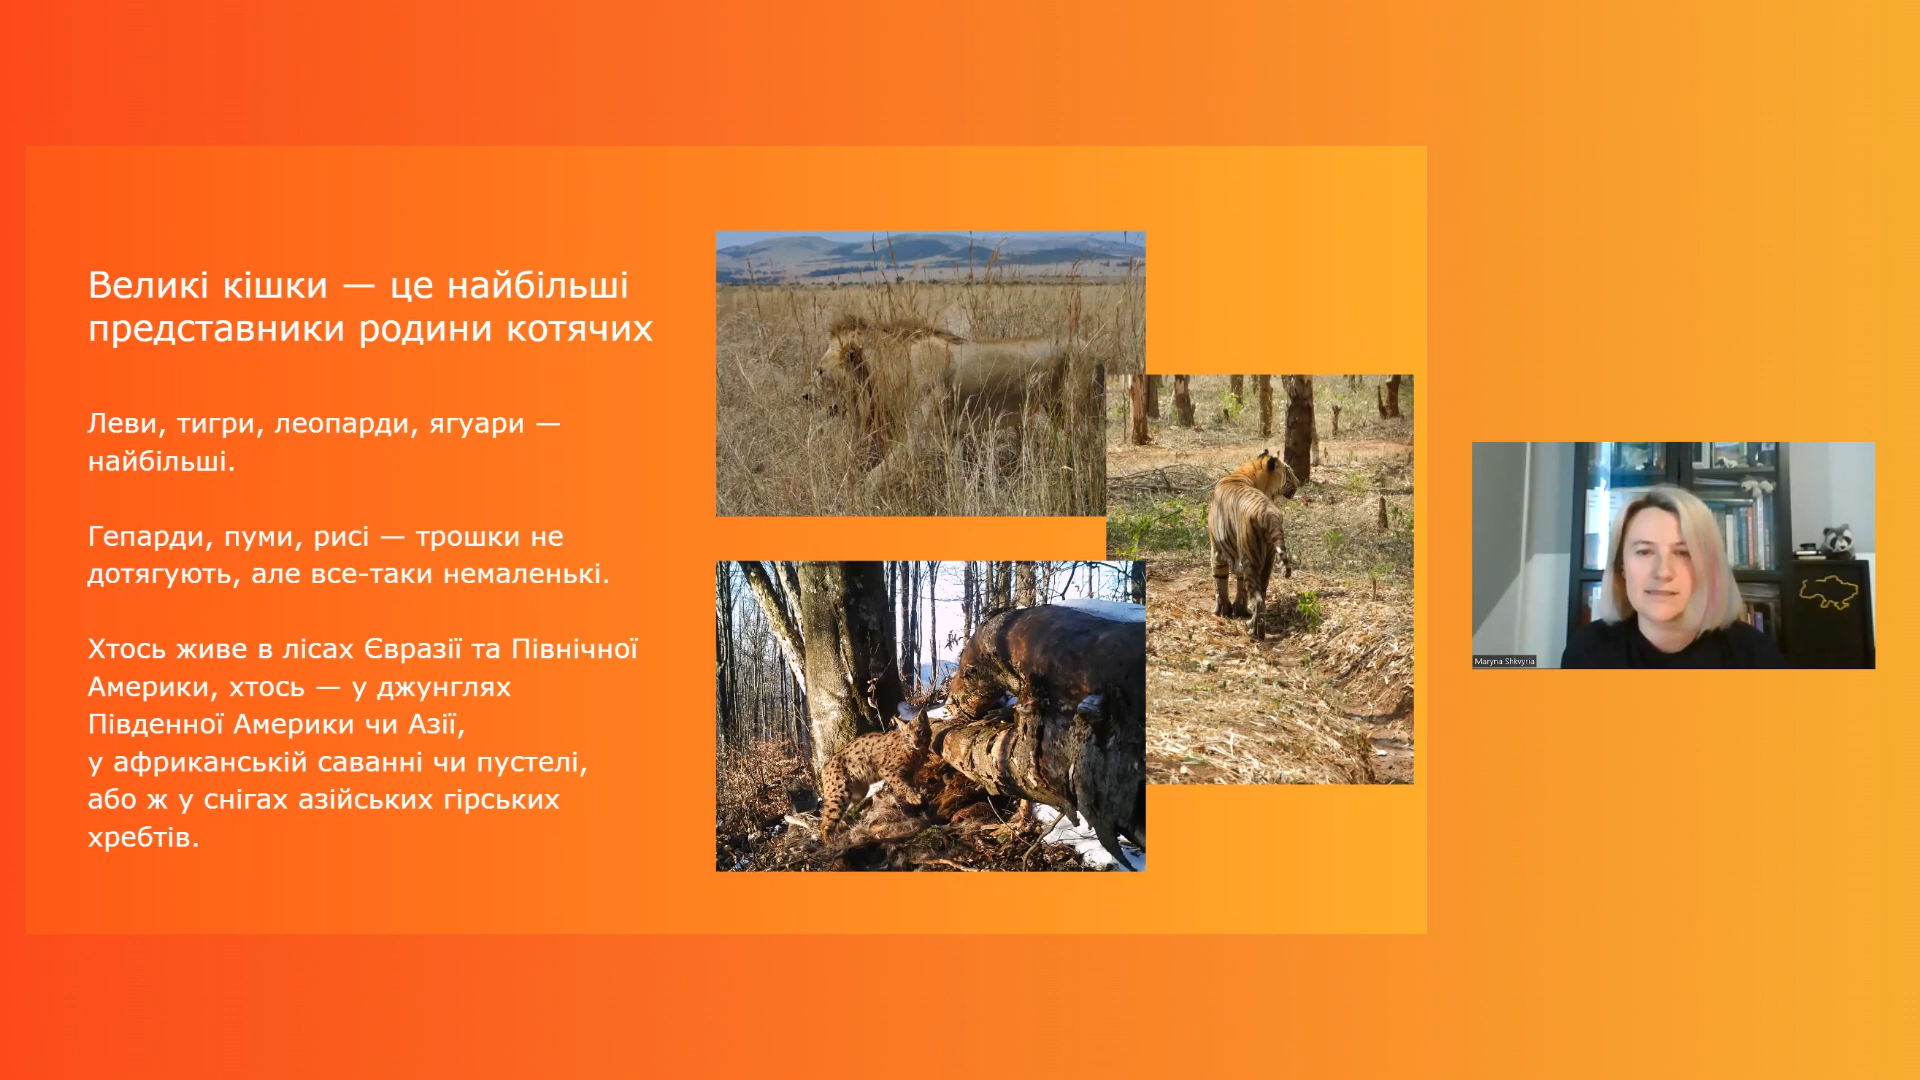 Великі кішки — це найбільші
представники родини котячих
Леви, тигри, леопарди, ягуари —
найбільші.
Гепарди, пуми, рисі — трошки не
дотягують, але все-таки немаленькі.
Хтось живе в лісах Євразії та Північної
Америки, хтось — у джунглях
Південної Америки чи Азії,
у африканській саванні чи пустелі,
або ж у снігах азійських гірських
хребтів.
Maryna Shkvyria